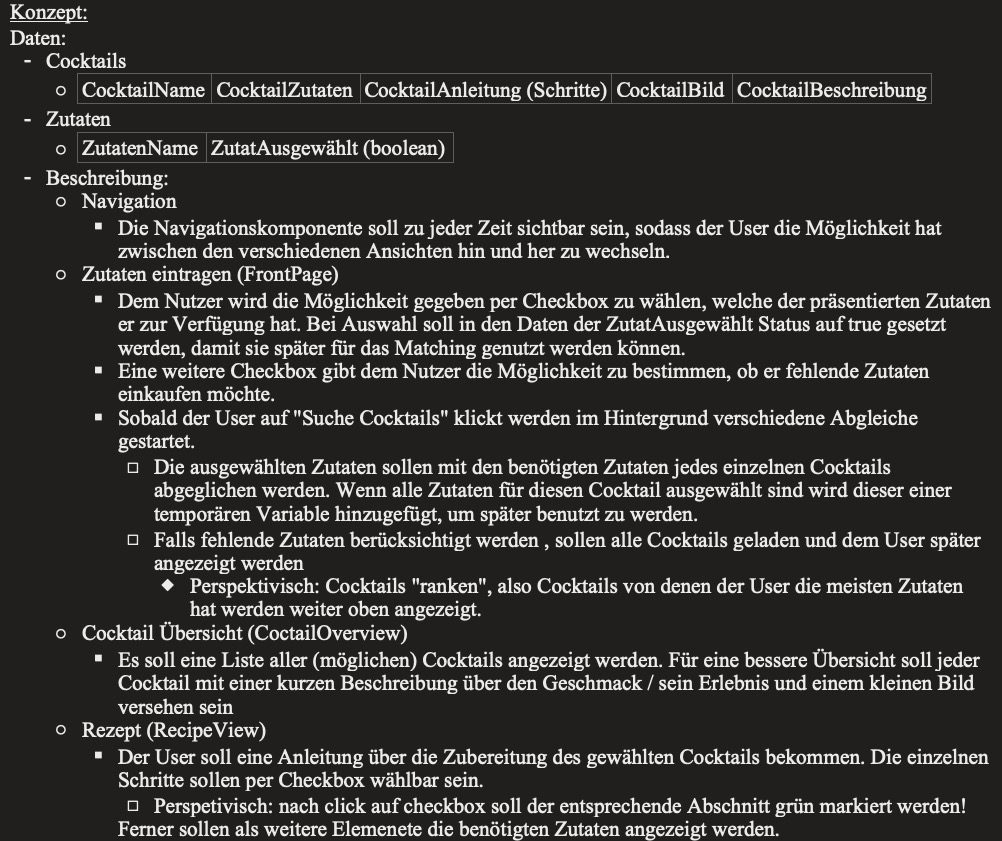 Konzept:
Daten:
- Cocktails
○ CocktailName CocktailZutaten CocktailAnleitung (Schritte) CocktailBild CocktailBeschreibung
- Zutaten
○ ZutatenName ZutatAusgewählt (boolean)
- Beschreibung:
○ Navigation
▪ Die Navigationskomponente soll zu jeder Zeit sichtbar sein, sodass der User die Möglichkeit hat
zwischen den verschiedenen Ansichten hin und her zu wechseln.
○ Zutaten eintragen (FrontPage)
▪ Dem Nutzer wird die Möglichkeit gegeben per Checkbox zu wählen, welche der präsentierten Zutaten
er zur Verfügung hat. Bei Auswahl soll in den Daten der ZutatAusgewählt Status auf true gesetzt
werden, damit sie später für das Matching genutzt werden können.
▪ Eine weitere Checkbox gibt dem Nutzer die Möglichkeit zu bestimmen, ob er fehlende Zutaten
einkaufen möchte.
▪ Sobald der User auf "Suche Cocktails" klickt werden im Hintergrund verschiedene Abgleiche
gestartet.
□ Die ausgewählten Zutaten sollen mit den benötigten Zutaten jedes einzelnen Cocktails
abgeglichen werden. Wenn alle Zutaten für diesen Cocktail ausgewählt sind wird dieser einer
temporären Variable hinzugefügt, um später benutzt zu werden.
□ Falls fehlende Zutaten berücksichtigt werden , sollen alle Cocktails geladen und dem User später
angezeigt werden
◆ Perspektivisch: Cocktails "ranken", also Cocktails von denen der User die meisten Zutaten
hat werden weiter oben angezeigt.
○ Cocktail Übersicht (CoctailOverview)
▪ Es soll eine Liste aller (möglichen) Cocktails angezeigt werden. Für eine bessere Übersicht soll jeder
Cocktail mit einer kurzen Beschreibung über den Geschmack / sein Erlebnis und einem kleinen Bild
versehen sein
○ Rezept (RecipeView)
▪ Der User soll eine Anleitung über die Zubereitung des gewählten Cocktails bekommen. Die einzelnen
Schritte sollen per Checkbox wählbar sein.
□ Perspetivisch: nach click auf checkbox soll der entsprechende Abschnitt grün markiert werden!
Ferner sollen als weitere Elemenete die benötigten Zutaten angezeigt werden.